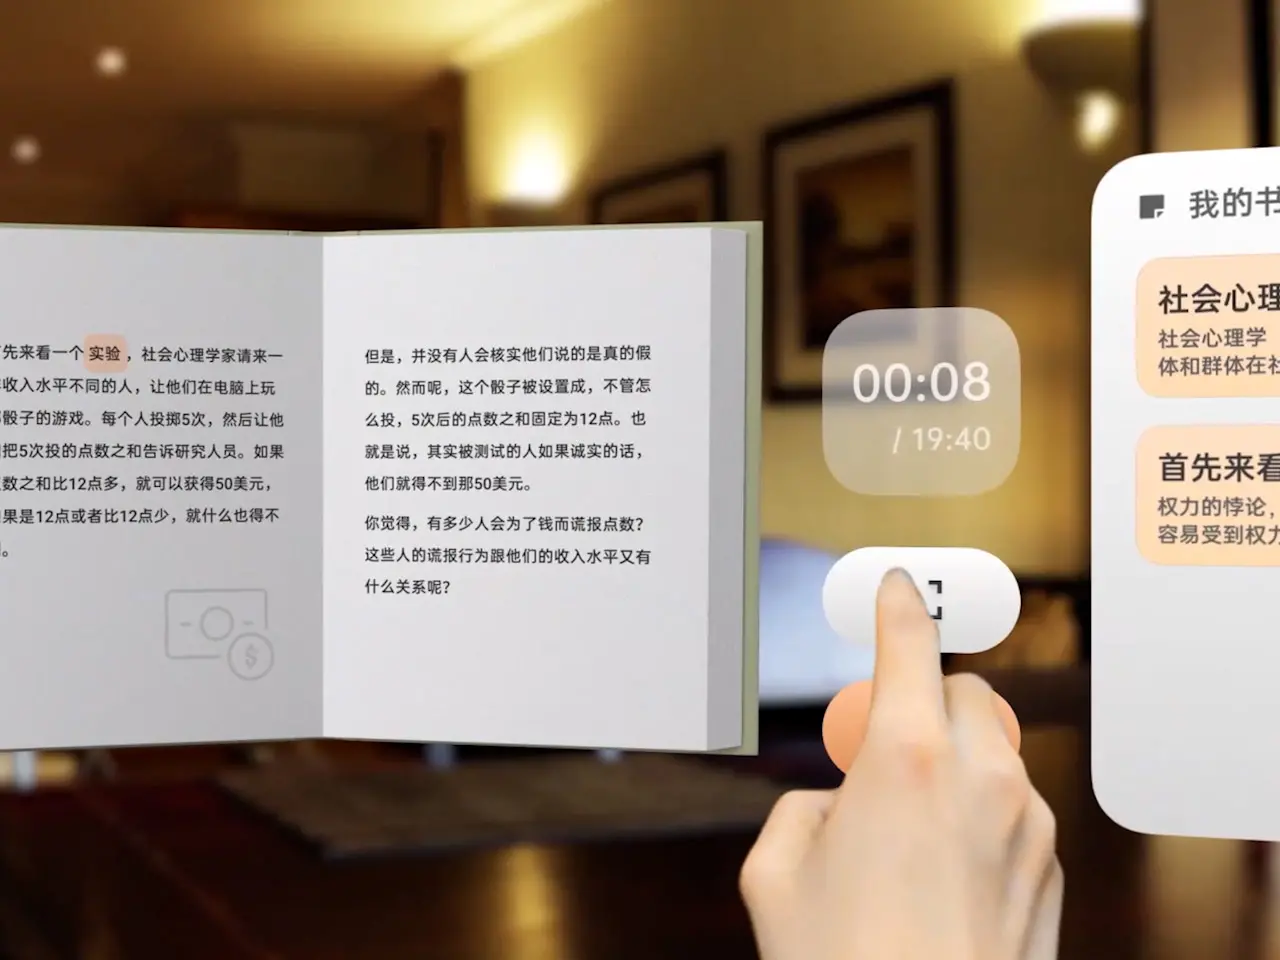 先来看一个实验，社会心理学家请来一
收入水平不同的人，让他们在电脑上玩
骰子的游戏。每个人投掷5次，然后让他
把5次投的点数之和告诉研究人员。如果
数之和比12点多，就可以获得50美元，
果是12点或者比12点少，就什么也得不
。
$
但是，并没有人会核实他们说的是真的假
的。然而呢，这个骰子被设置成，不管怎
么投，5次后的点数之和固定为12点。也
就是说，其实被测试的人如果诚实的话，
他们就得不到那50美元。
你觉得，有多少人会为了钱而谎报点数？
这些人的谎报行为跟他们的收入水平又有
什么关系呢？
00:08
/ 19:40
我的书
社会心理
社会心理学
体和群体在社
首先来看
权力的悖论，
容易受到权力